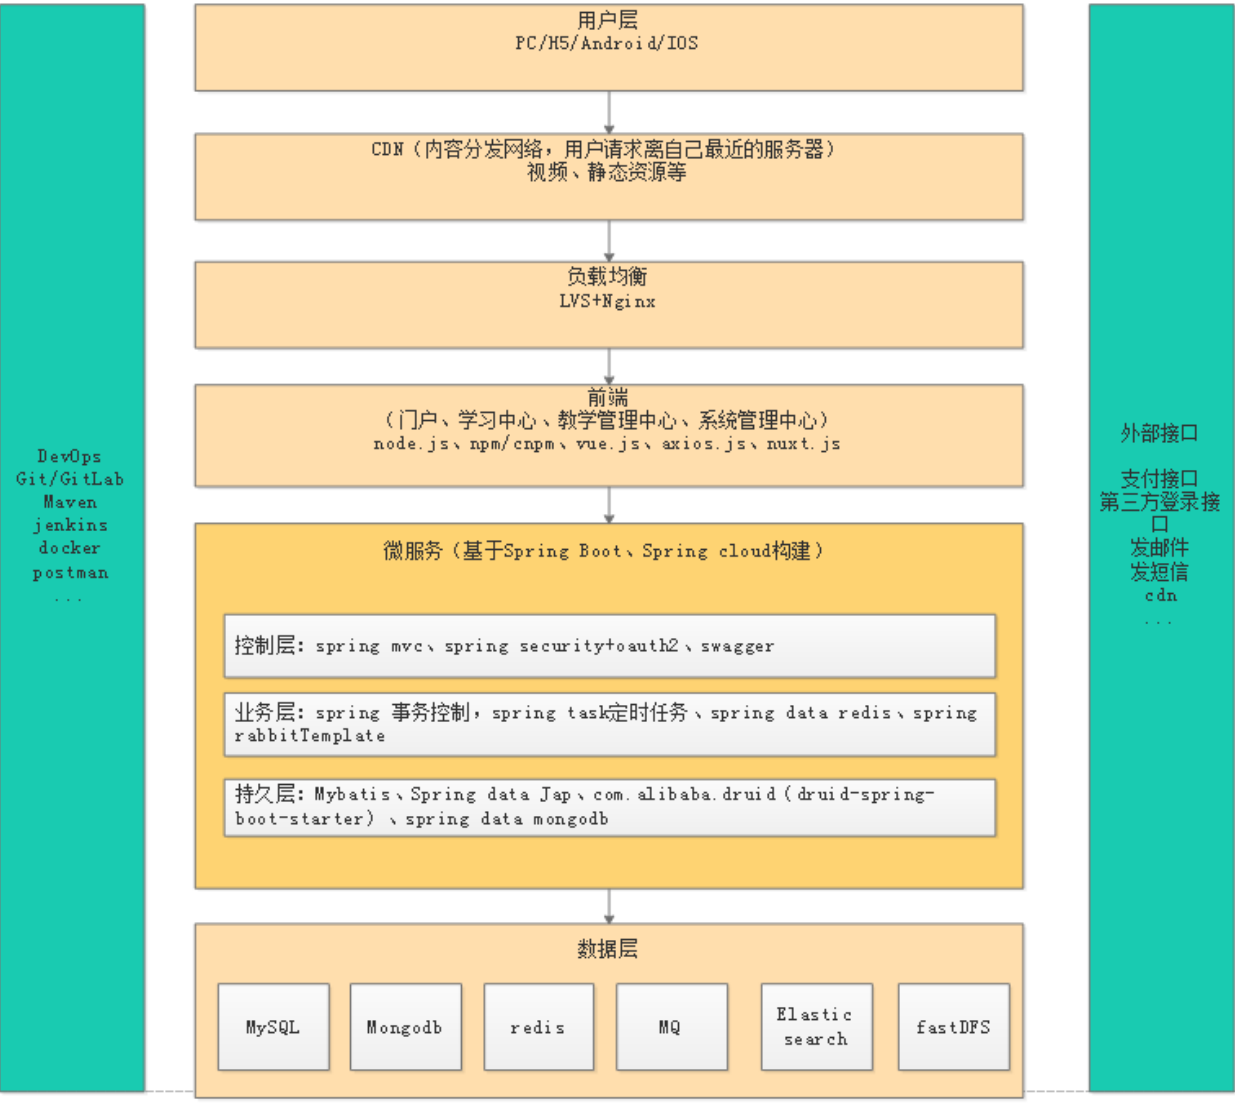 用户层
PC/H5/Android/IOS
CDN（内容分发网络，用户请求离自己最近的服务器）
视频、静态资源等
负载均衡
LVS+Nginx
前端
（门户、学习中心、教学管理中心、系统管理中心）
node.js、npm/cnpm、vue.js、axios.js、nuxt.js
DevOps
Git/GitLab
Maven
jenkins
docker
postman
...
微服务（基于Spring Boot、Spring cloud构建）
控制层：spring mvc、spring security+oauth2、swagger
业务层：spring 事务控制，spring task定时任务、spring data redis、spring
rabbitTemplate
持久层：Mybatis、Spring data Jap、com.alibaba.druid（druid-spring-
boot-starter）、spring data mongodb
外部接口
支付接口
第三方登录接
口
发邮件
发短信
cdn
...
数据层
MySQL
Mongodb
redis
MQ
Elastic
search
fastDFS